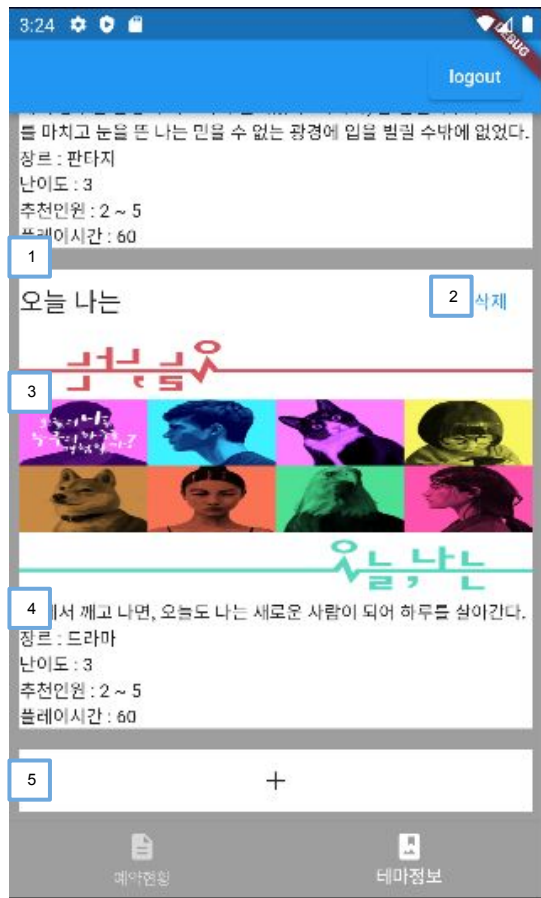 3:24
DEBUG
logout
를 마치고 눈을 뜬 나는 믿을 수 없는 광경에 입을 벌릴 수밖에 없었다.
장르 : 판타지
난이도 : 3
추천인원 : 2 ~ 5
플레이시간 : 60
1
오늘 나는
2
삭제
3
4
에서 깨고 나면, 오늘도 나는 새로운 사람이 되어 하루를 살아간다.
장르 : 드라마
난이도 : 3
추천인원 : 2 ~ 5
플레이시간 : 60
5
+
예약현황
테마정보